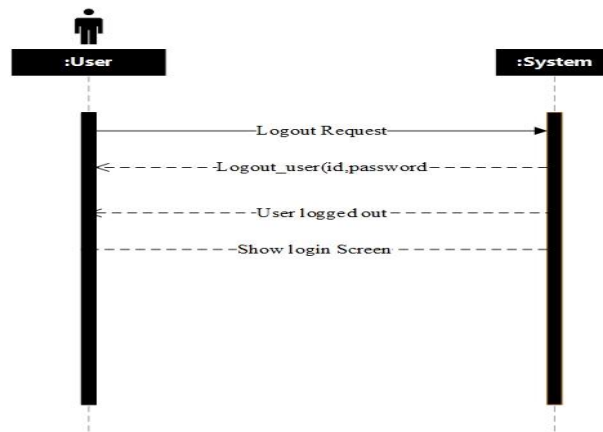 :User
:System
Logout Request
Logout_user(id,password
User logged out
Show login Screen